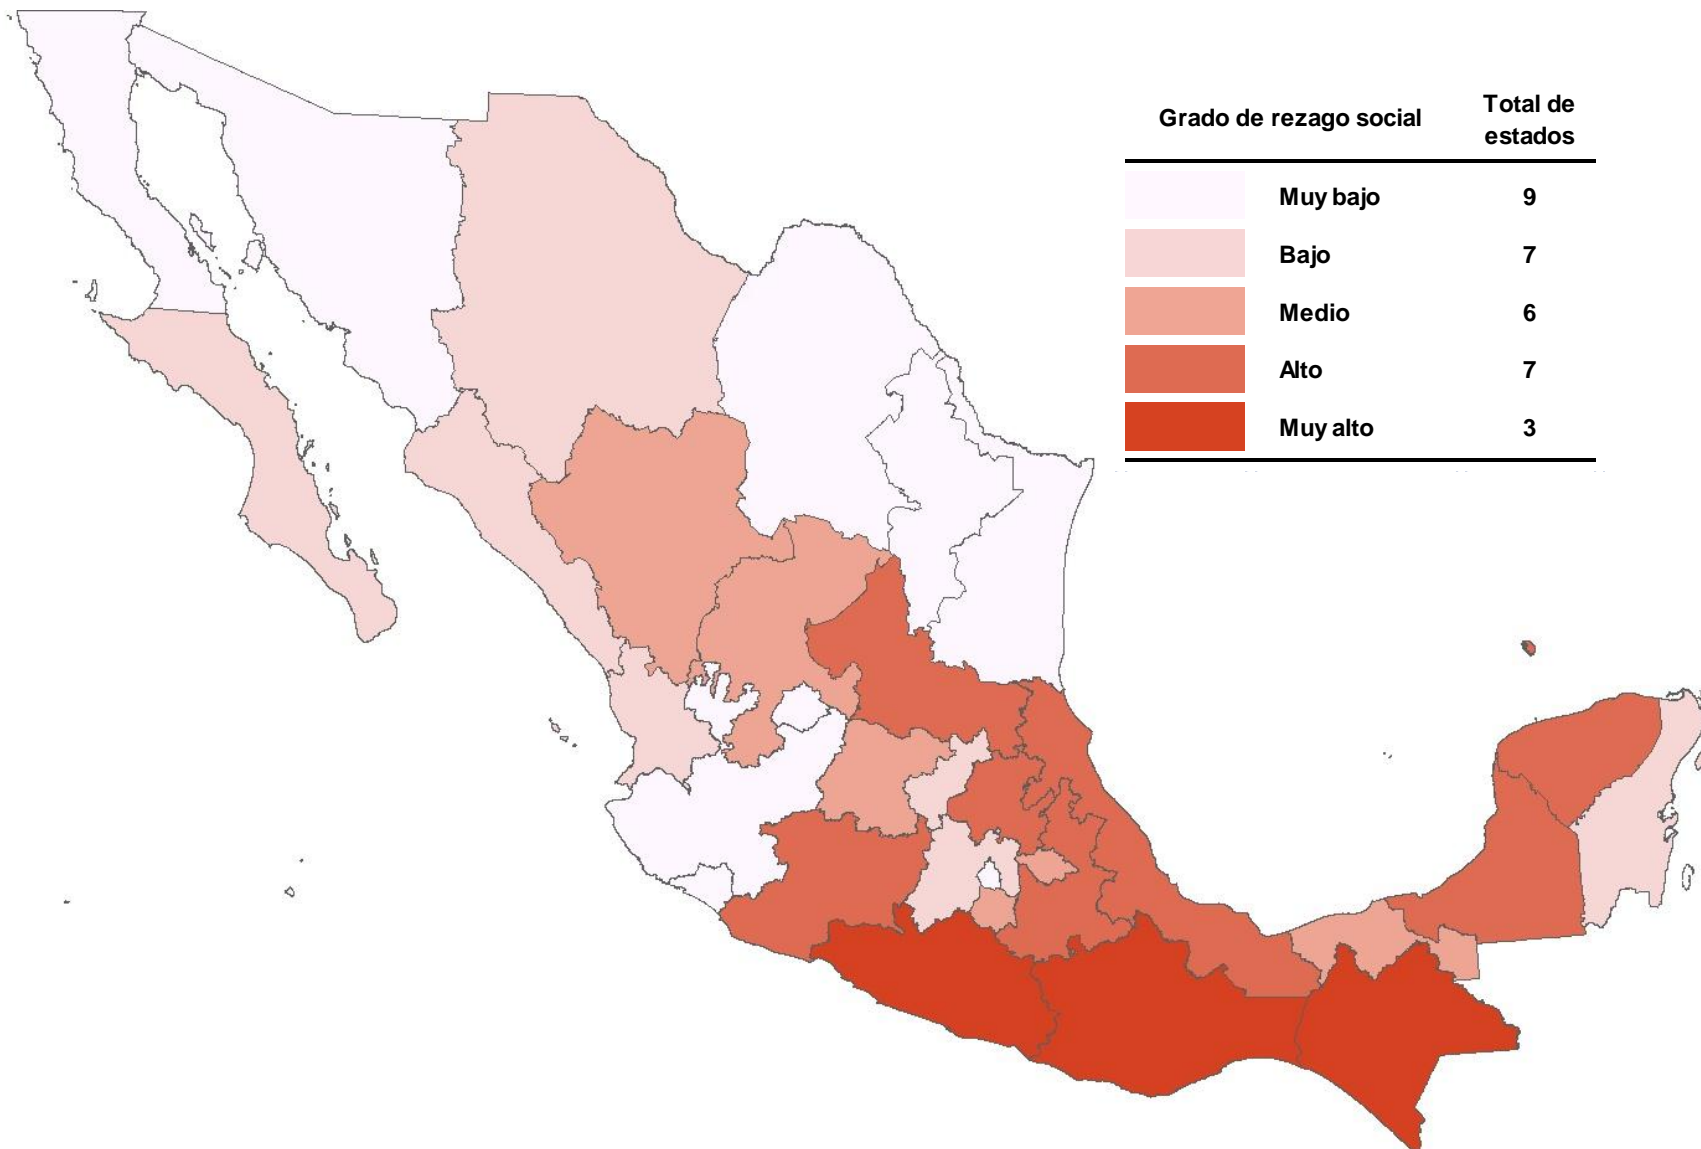 Grado de rezago social Total de
estados
Muy bajo 9
Bajo 7
Medio 6
Alto 7
Muy alto 3